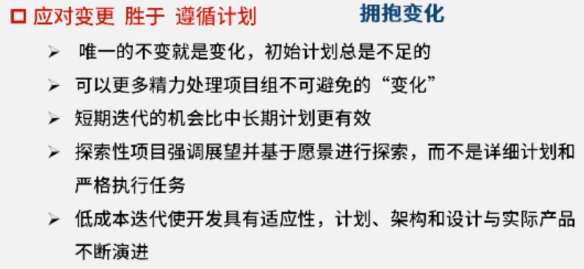 应对变更 胜于 遵循计划 拥抱变化
唯一的不变就是变化，初始计划总是不足的
可以更多精力处理项目组不可避免的“变化”
短期迭代的机会比中长期计划更有效
探索性项目强调展望并基于愿景进行探索，而不是详细计划和
严格执行任务
低成本迭代使开发具有适应性，计划、架构和设计与实际产品
不断演进